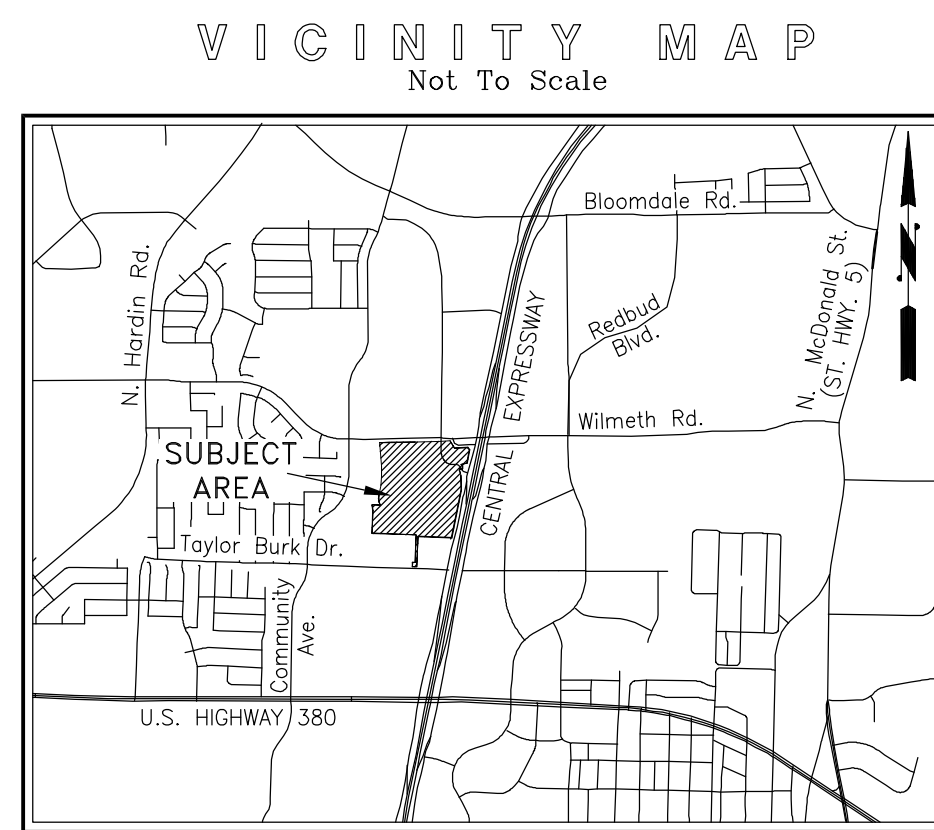 VICINITY MAP
Not To Scale
Bloomdale Rd.
N. Hardin Rd.
N. McDonald St.
(ST. HWY. 5)
N
Redbud
Blvd.
CENTRAL EXPRESSWAY
Wilmeth Rd.
SUBJECT
AREA
Taylor Burk Dr.
Community
Ave.
U.S. HIGHWAY 380